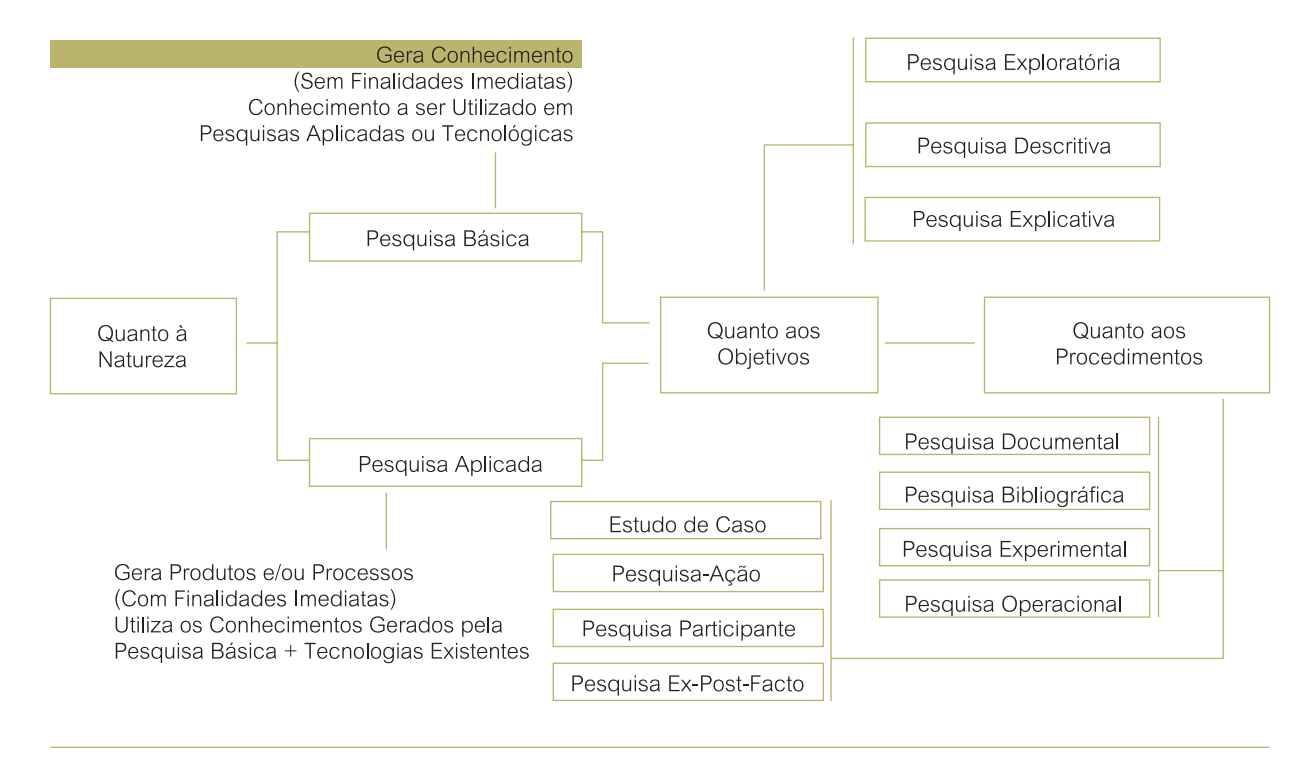 Gera Conhecimento
(Sem Finalidades Imediatas)
Conhecimento a ser Utilizado em
Pesquisas Aplicadas ou Tecnológicas
Pesquisa Exploratória
Pesquisa Descritiva
Pesquisa Explicativa
Pesquisa Básica
Quanto à
Natureza
Quanto aos
Objetivos
Quanto aos
Procedimentos
Pesquisa Aplicada
Gera Produtos e/ou Processos
(Com Finalidades Imediatas)
Utiliza os Conhecimentos Gerados pela
Pesquisa Básica + Tecnologias Existentes
Pesquisa Documental
Pesquisa Bibliográfica
Pesquisa Experimental
Pesquisa Operacional
Estudo de Caso
Pesquisa-Ação
Pesquisa Participante
Pesquisa Ex-Post-Facto